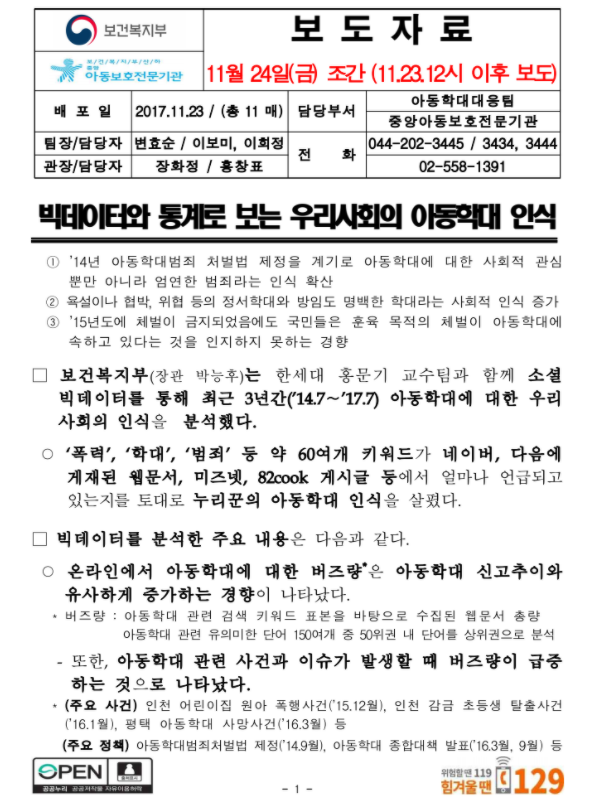 보건복지부
보 도 자 료
보/건/복/지/부/산/하
중앙
아동보호전문기관
11월 24일(금) 조간 (11.23.12시 이후 보도)
배 포 일
2017.11.23 / (총 11 매)
담당부서
아동학대대응팀
중앙아동보호전문기관
팀장/담당자
변효순 / 이보미, 이희정
전 화
044-202-3445 / 3434, 3444
관장/담당자
장화정 / 홍창표
02-558-1391
빅데이터와 통계로 보는 우리사회의 아동학대 인식
① ’14년 아동학대범죄 처벌법 제정을 계기로 아동학대에 대한 사회적 관심
뿐만 아니라 엄연한 범죄라는 인식 확산
② 욕설이나 협박, 위협 등의 정서학대와 방임도 명백한 학대라는 사회적 인식 증가
③ ’15년도에 체벌이 금지되었음에도 국민들은 훈육 목적의 체벌이 아동학대에
속하고 있다는 것을 인지하지 못하는 경향
□ 보건복지부(장관 박능후)는 한세대 홍문기 교수팀과 함께 소셜
빅데이터를 통해 최근 3년간(’14.7～’17.7) 아동학대에 대한 우리
사회의 인식을 분석했다.
○ ‘폭력’, ‘학대’, ‘범죄’ 등 약 60여개 키워드가 네이버, 다음에
게재된 웹문서, 미즈넷, 82cook 게시글 등에서 얼마나 언급되고
있는지를 토대로 누리꾼의 아동학대 인식을 살폈다.
□ 빅데이터를 분석한 주요 내용은 다음과 같다.
○ 온라인에서 아동학대에 대한 버즈량*은 아동학대 신고추이와
유사하게 증가하는 경향이 나타났다.
* 버즈량 : 아동학대 관련 검색 키워드 표본을 바탕으로 수집된 웹문서 총량
아동학대 관련 유의미한 단어 150여개 중 50위권 내 단어를 상위권으로 분석
- 또한, 아동학대 관련 사건과 이슈가 발생할 때 버즈량이 급증
하는 것으로 나타났다.
* (주요 사건) 인천 어린이집 원아 폭행사건(’15.12월), 인천 감금 초등생 탈출사건
(’16.1월), 평택 아동학대 사망사건(’16.3월) 등
(주요 정책) 아동학대범죄처벌법 제정(’14.9월), 아동학대 종합대책 발표(’16.3월, 9월) 등
OPEN
출처표시
공공누리 공공저작물 자유이용허락
- 1 -
위험할 땐 119
힘겨울 땐 129